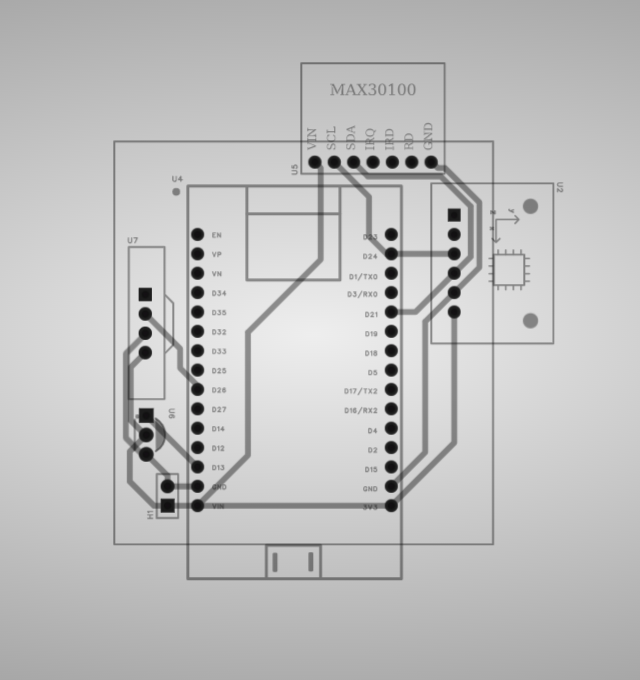 MAX30100
VIN
SCL
SDA
IRQ
IRD
RD
GND
U5
U4
U2
U7
EN
VP
VN
D34
D35
D32
D33
D25
D26
D27
D14
D12
D13
GND
VIN
D23
D24
D1/TX0
D3/RX0
D21
D19
D18
D5
D17/TX2
D16/RX2
D4
D2
D15
GND
3V3
U6
H1